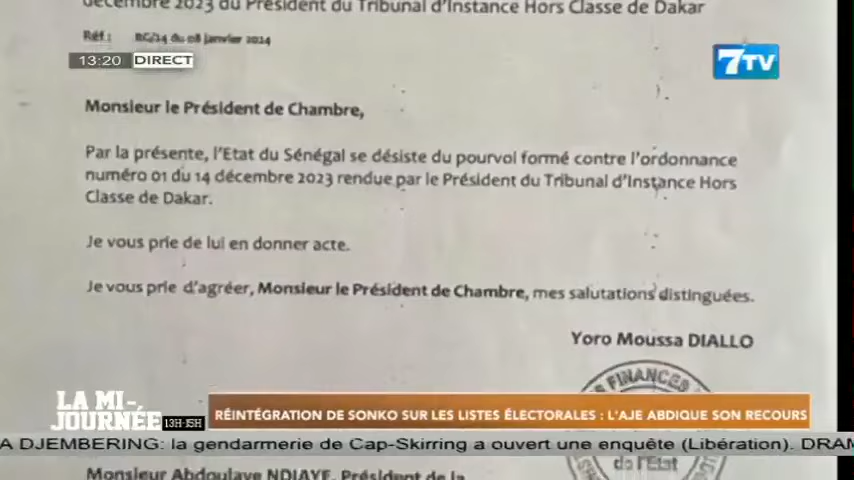 décembre 2023 du Président du Tribunal d'Instance Hors Classe de Dakar
Réf.: BG/24 du 08 janvier 2024
13:20 DIRECT
7TV
Monsieur le Président de Chambre,
Par la présente, l'Etat du Sénégal se désiste du pourvoi formé contre l'ordonnance
numéro 01 du 14 décembre 2023 rendue par le Président du Tribunal d'Instance Hors
Classe de Dakar.
Je vous prie de lui en donner acte.
Je vous prie d'agréer, Monsieur le Président de Chambre, mes salutations distinguées.
Yoro Moussa DIALLO
FINANCES
LA MI-
JOURNÉE 13H-15H
RÉINTÉGRATION DE SONKO SUR LES LISTES ÉLECTORALES : L'AJE ABDIQUE SON RECOURS
A DJEMBERING: la gendarmerie de Cap-Skirring a ouvert une enquête (Libération). DRAM
de l'Etat
Monsieur Abdoulaye NDIAYE, Président de la